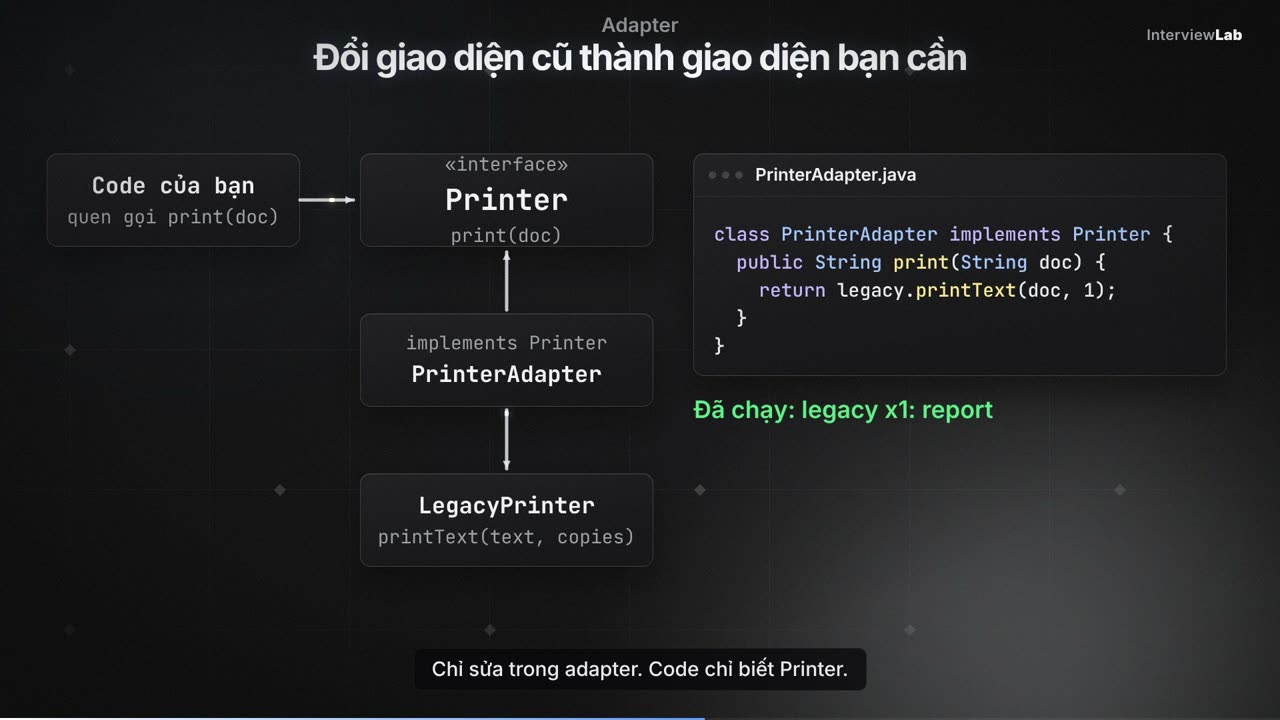 Adapter
Đổi giao diện cũ thành giao diện bạn cần
InterviewLab
Code của bạn
quen gọi print(doc)
«interface»
Printer
print(doc)
implements Printer
PrinterAdapter
LegacyPrinter
printText(text, copies)
PrinterAdapter.java
class PrinterAdapter implements Printer {
  public String print(String doc) {
    return legacy.printText(doc, 1);
  }
}
Đã chạy: legacy x1: report
Chỉ sửa trong adapter. Code chỉ biết Printer.